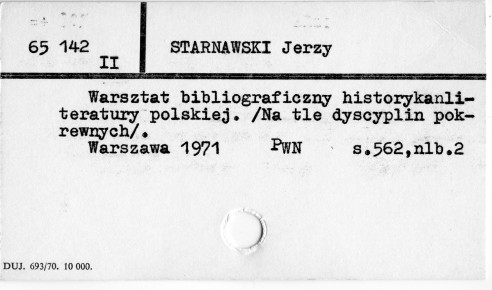 65 142
II
STARNAWSKI Jerzy
Warsztat bibliograficzny historykanli-
teratury polskiej. /Na tle dyscyplin pok-
rewnych/.
Warszawa 1971 PWN s.562,nlb.2
DUJ. 693/70. 10 000.